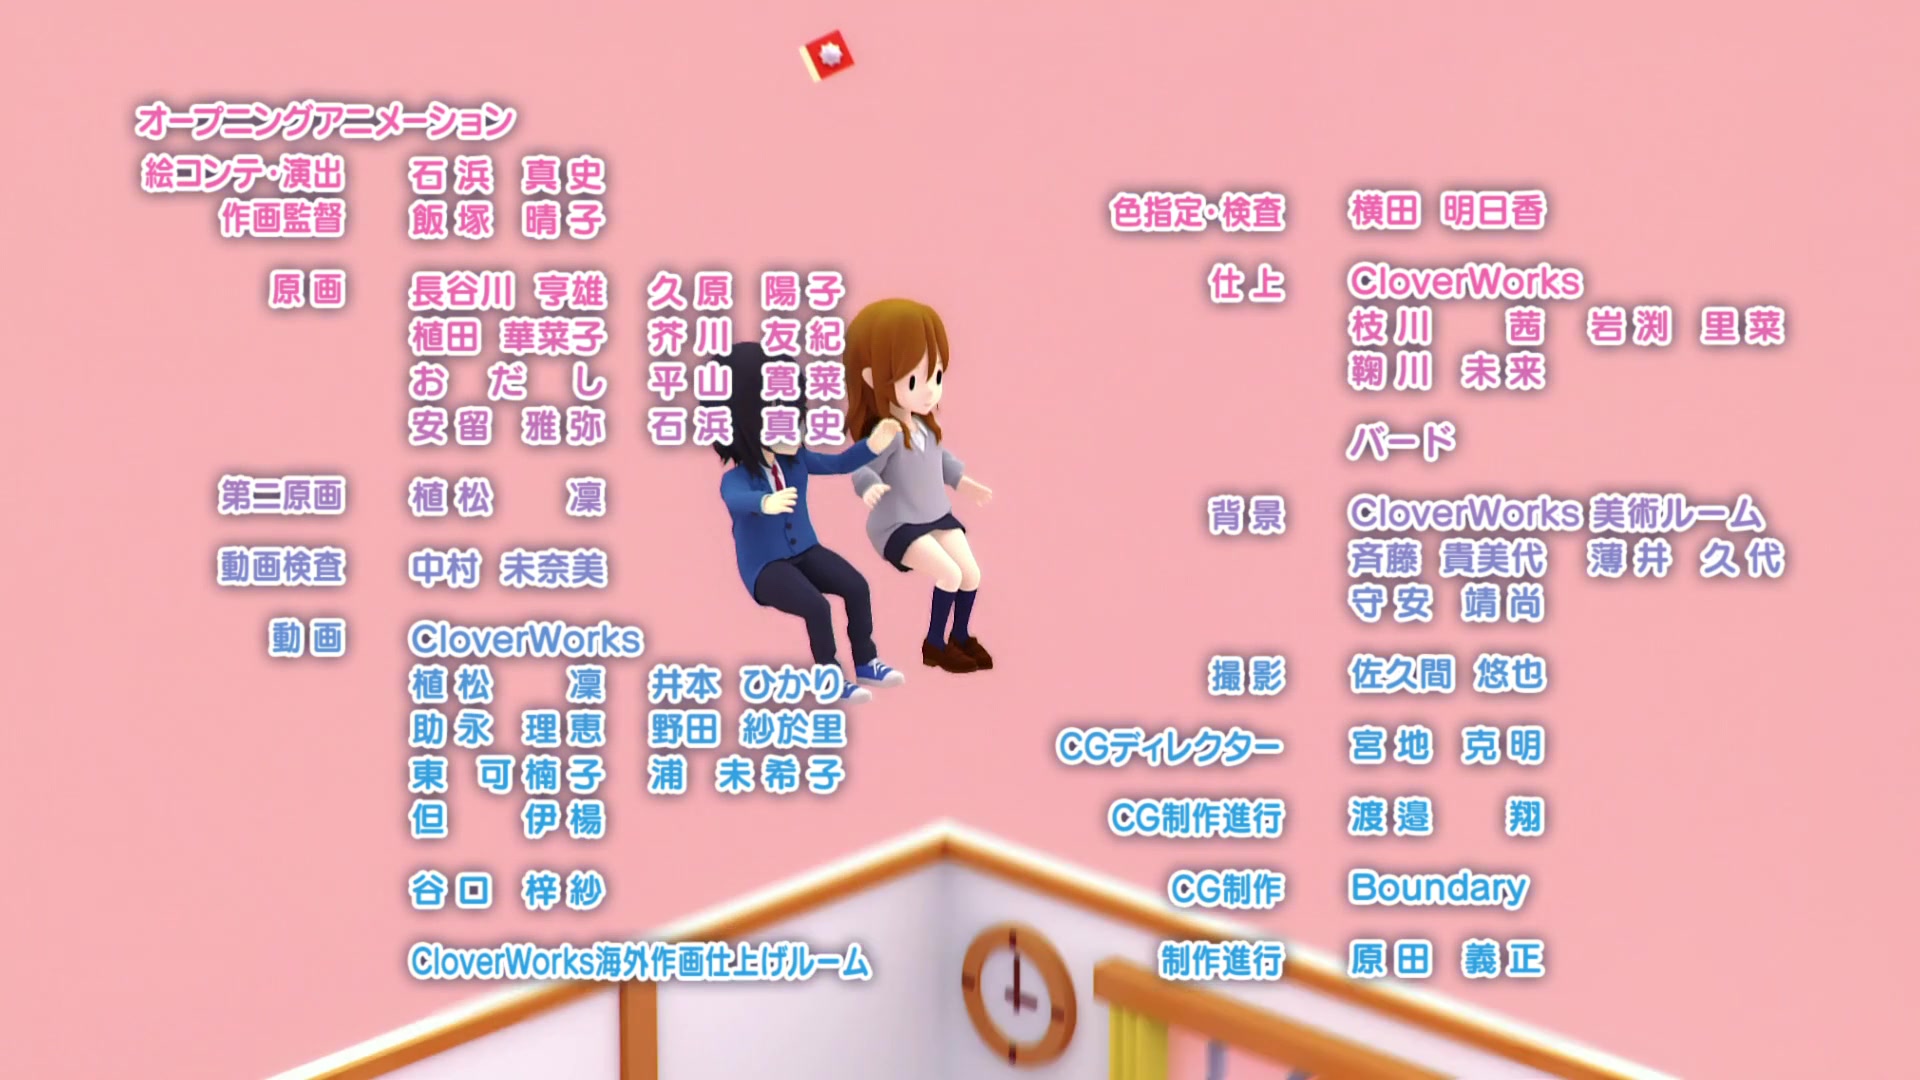 オープニングアニメーション
絵コンテ・演出 石浜 真史
作画監督 飯塚 晴子
原画 長谷川 亨雄 久原 陽子
植田 華菜子 芥川 友紀
おだし 平山 寛菜
安留 雅弥 石浜 真史
第二原画 植松 凜
動画検査 中村 未奈美
動画 CloverWorks
植松 凜 井本 ひかり
助永 理恵 野田 紗於里
東 可楠子 浦 未希子
但 伊楊
谷口 梓紗
CloverWorks海外作画仕上げルーム
色指定・検査 横田 明日香
仕上 CloverWorks
枝川 茜 岩渕 里菜
鞠川 未来
バード
背景 CloverWorks 美術ルーム
斉藤 貴美代 薄井 久代
守安 靖尚
撮影 佐久間 悠也
CGディレクター 宮地 克明
CG制作進行 渡邉 翔
CG制作 Boundary
制作進行 原田 義正